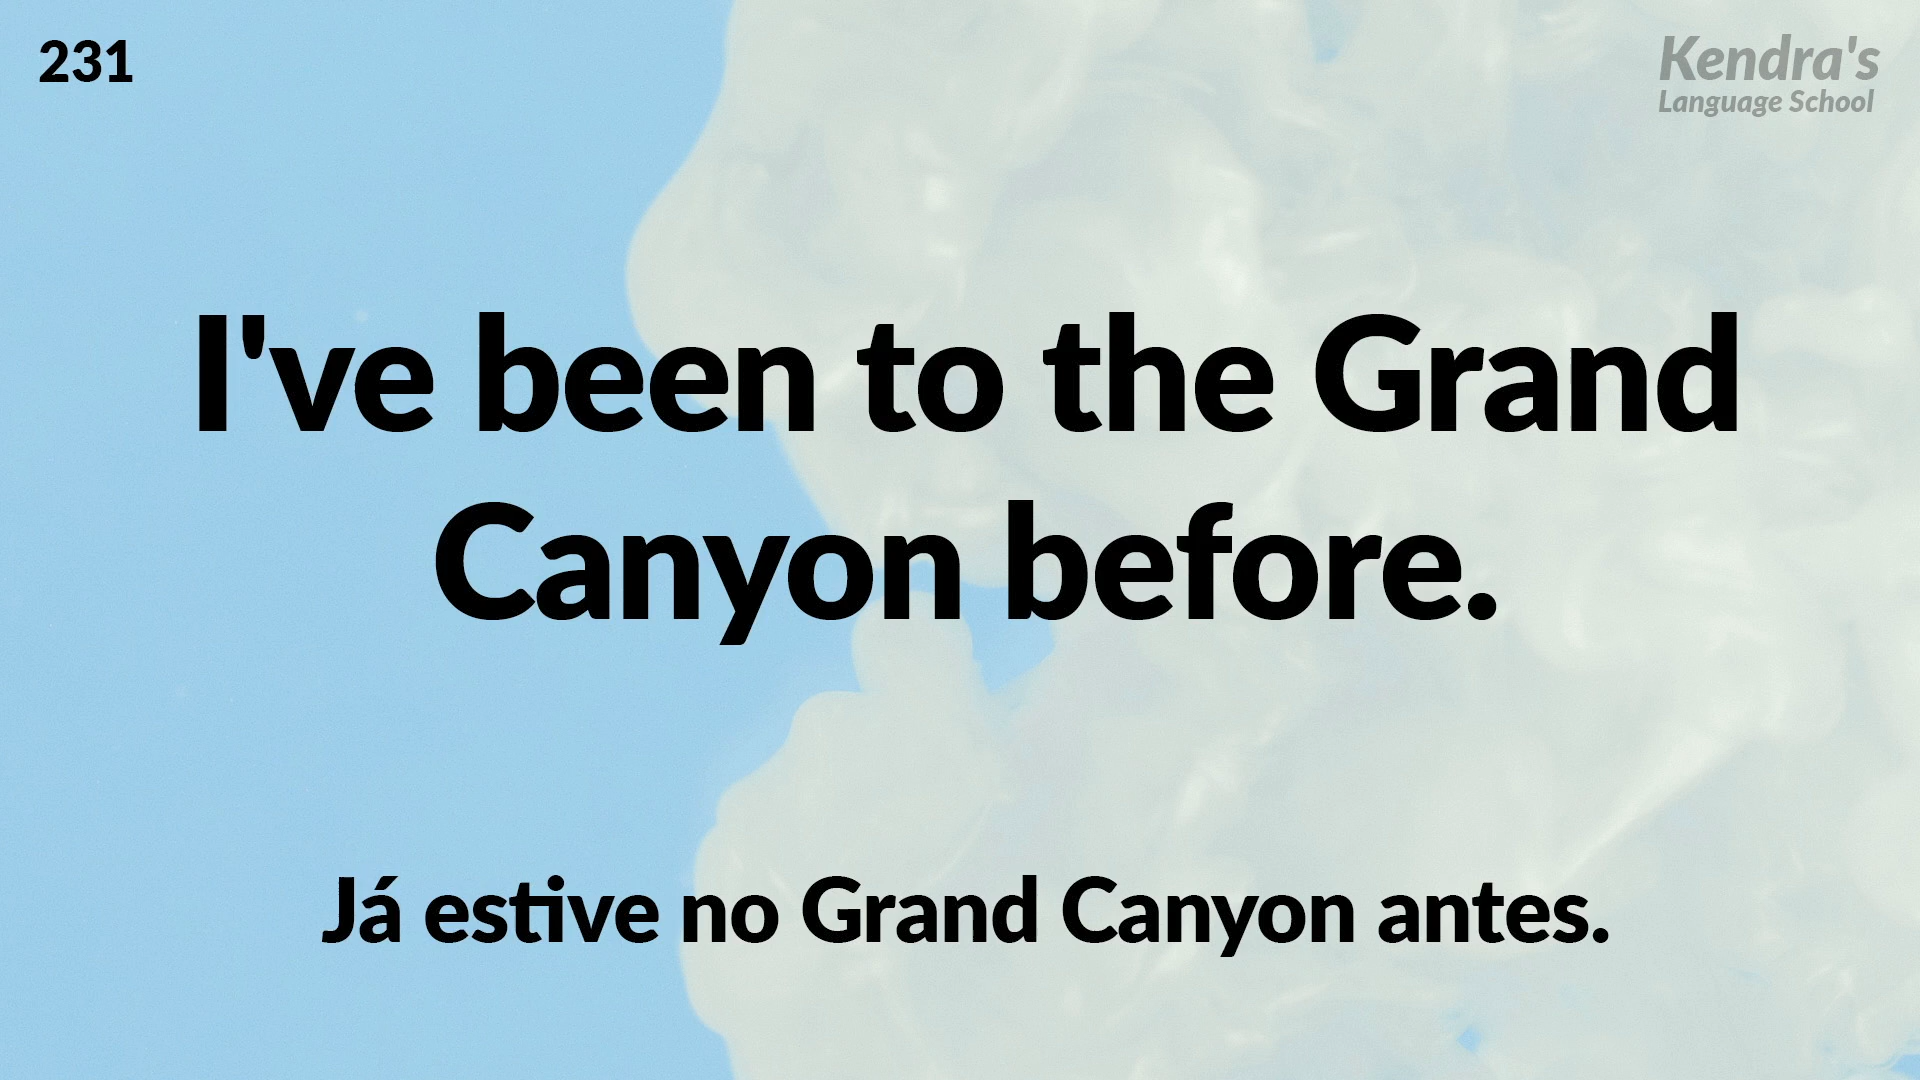 231
Kendra's
Language School
I've been to the Grand
Canyon before.
Já estive no Grand Canyon antes.